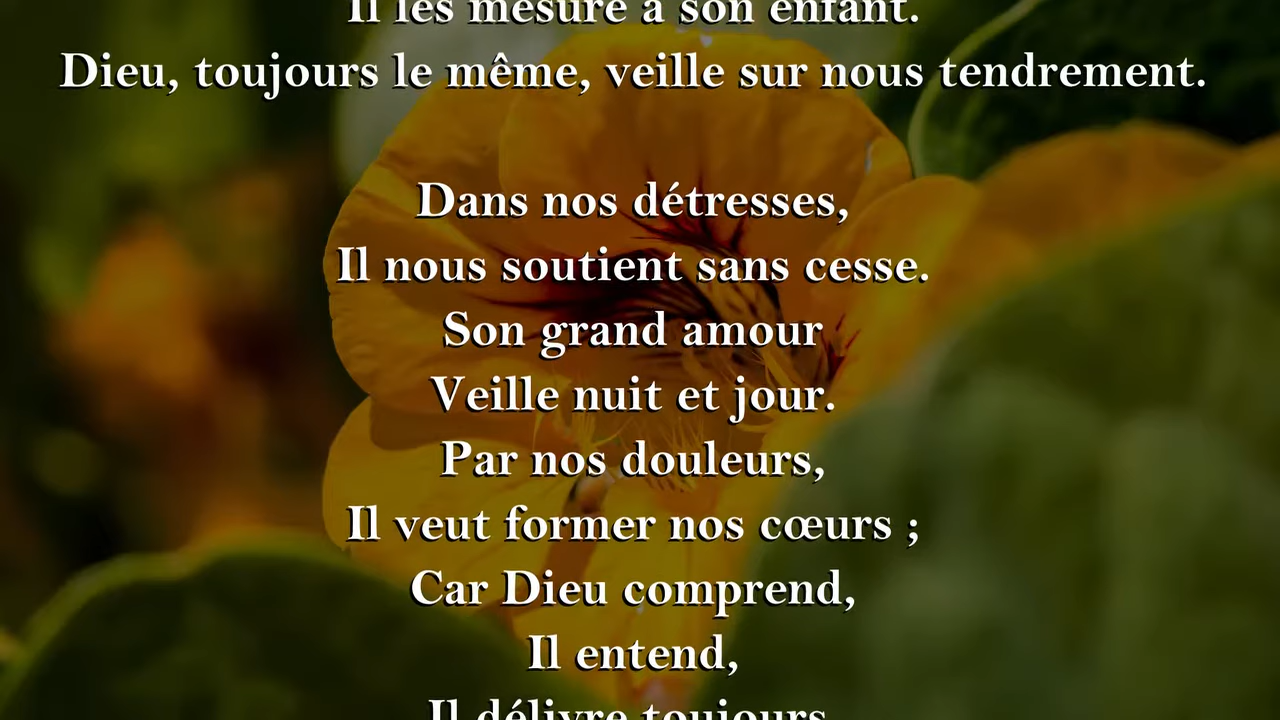 Il les mesure à son enfant.
Dieu, toujours le même, veille sur nous tendrement.
Dans nos détresses,
Il nous soutient sans cesse.
Son grand amour
Veille nuit et jour.
Par nos douleurs,
Il veut former nos cœurs ;
Car Dieu comprend,
Il entend,
Il délivre toujours